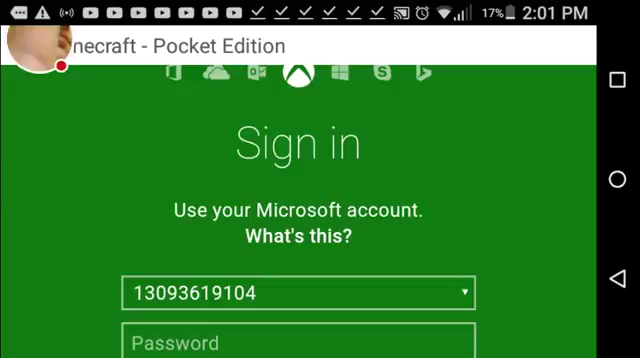 17% 2:01 PM
necraft - Pocket Edition
Sign in
Use your Microsoft account.
What's this?
13093619104
Password